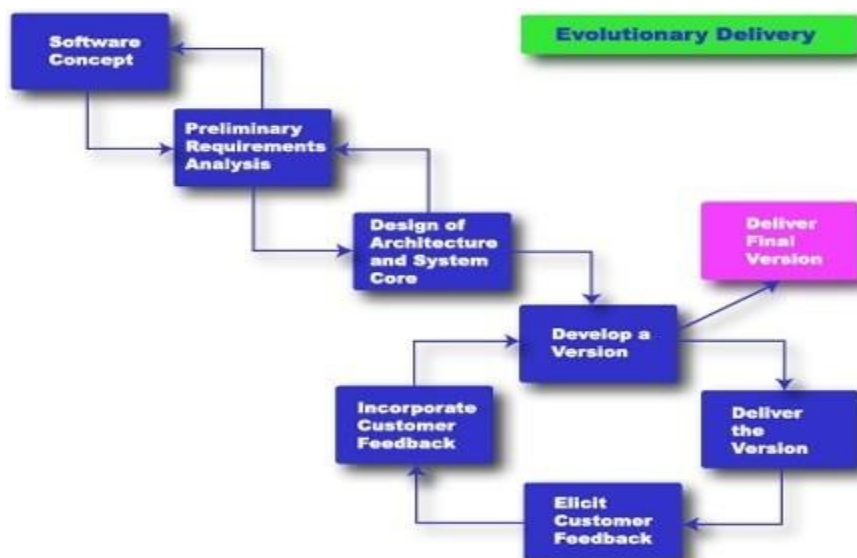 Evolutionary Delivery
Software
Concept
Preliminary
Requirements
Analysis
Design of
Architecture
and System
Core
Deliver
Final
Version
Develop a
Version
Incorporate
Customer
Feedback
Deliver
the
Version
Elicit
Customer
Feedback